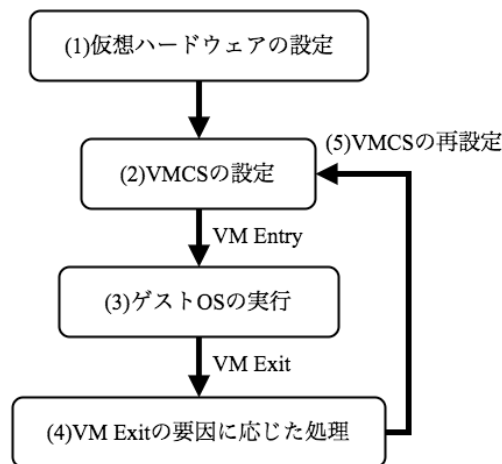 (1)仮想ハードウェアの設定
(5)VMCSの再設定
(2)VMCSの設定
VM Entry
(3)ゲストOSの実行
VM Exit
(4)VM Exitの要因に応じた処理